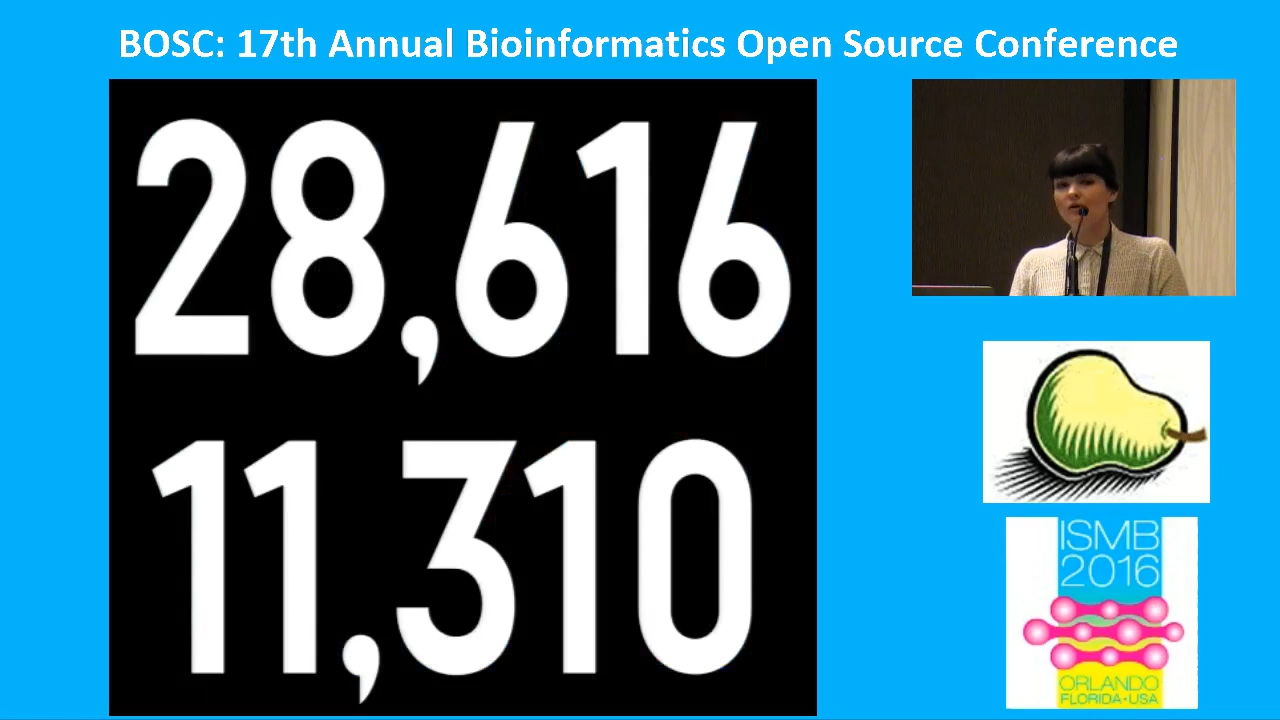 BOSC: 17th Annual Bioinformatics Open Source Conference
28,616
11,310
ISMB
2016
ORLANDO
FLORIDA•USA